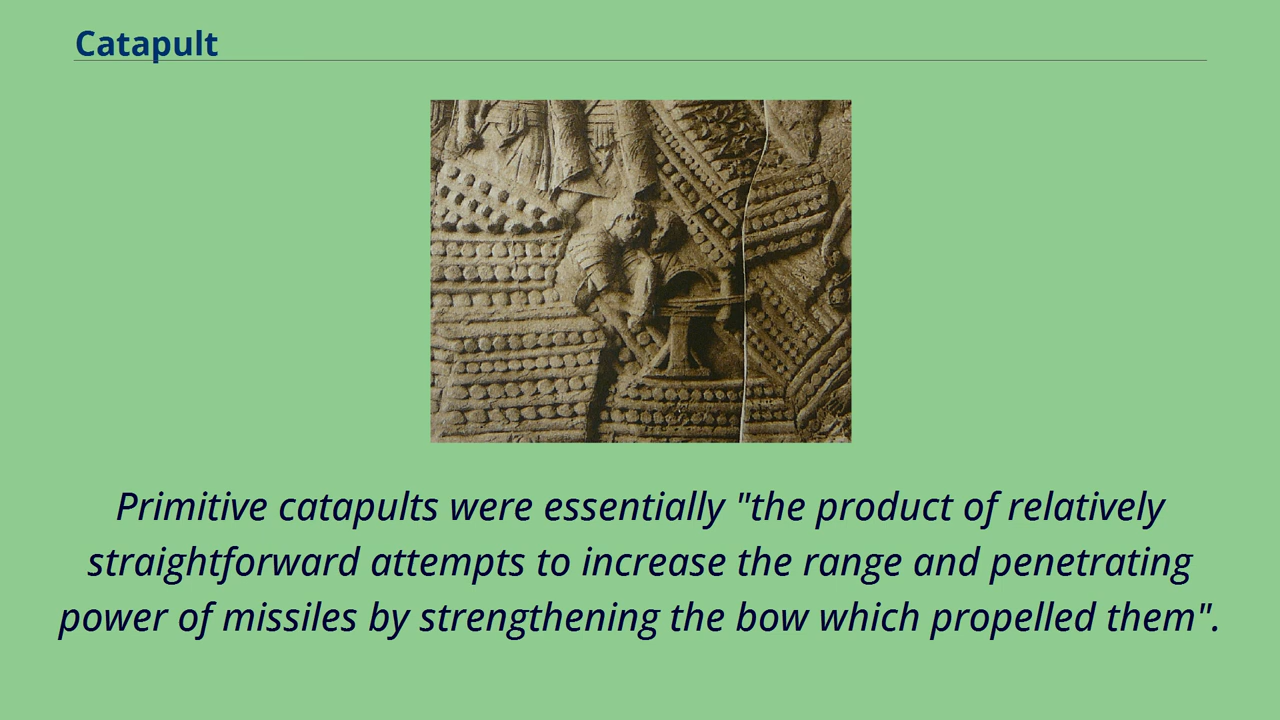 Catapult
Primitive catapults were essentially "the product of relatively
straightforward attempts to increase the range and penetrating
power of missiles by strengthening the bow which propelled them".